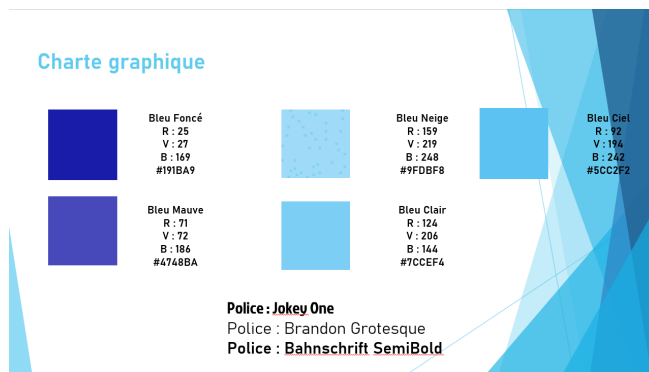 Charte graphique
Bleu Foncé
R : 25
V : 27
B : 169
#191BA9
Bleu Neige
R : 159
V : 219
B : 248
#9FDBF8
Bleu Ciel
R : 92
V : 194
B : 242
#5CC2F2
Bleu Mauve
R : 71
V : 72
B : 186
#4748BA
Bleu Clair
R : 124
V : 206
B : 144
#7CCEF4
Police : Jokey One
Police : Brandon Grotesque
Police : Bahnschrift SemiBold